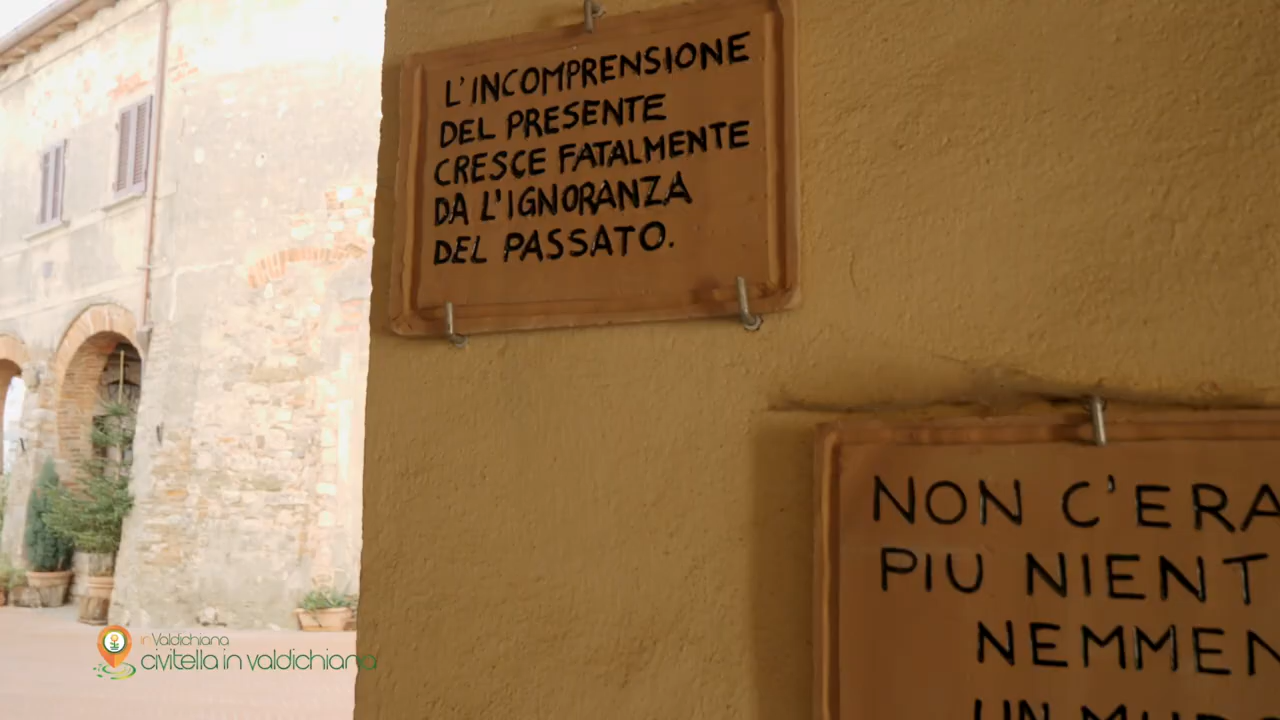 L'INCOMPRENSIONE
DEL PRESENTE
CRESCE FATALMENTE
DA L'IGNORANZA
DEL PASSATO.
NON C'ERA
PIU NIENT
NEMMEN
UN
in Valdichiana
civitella in valdichiana